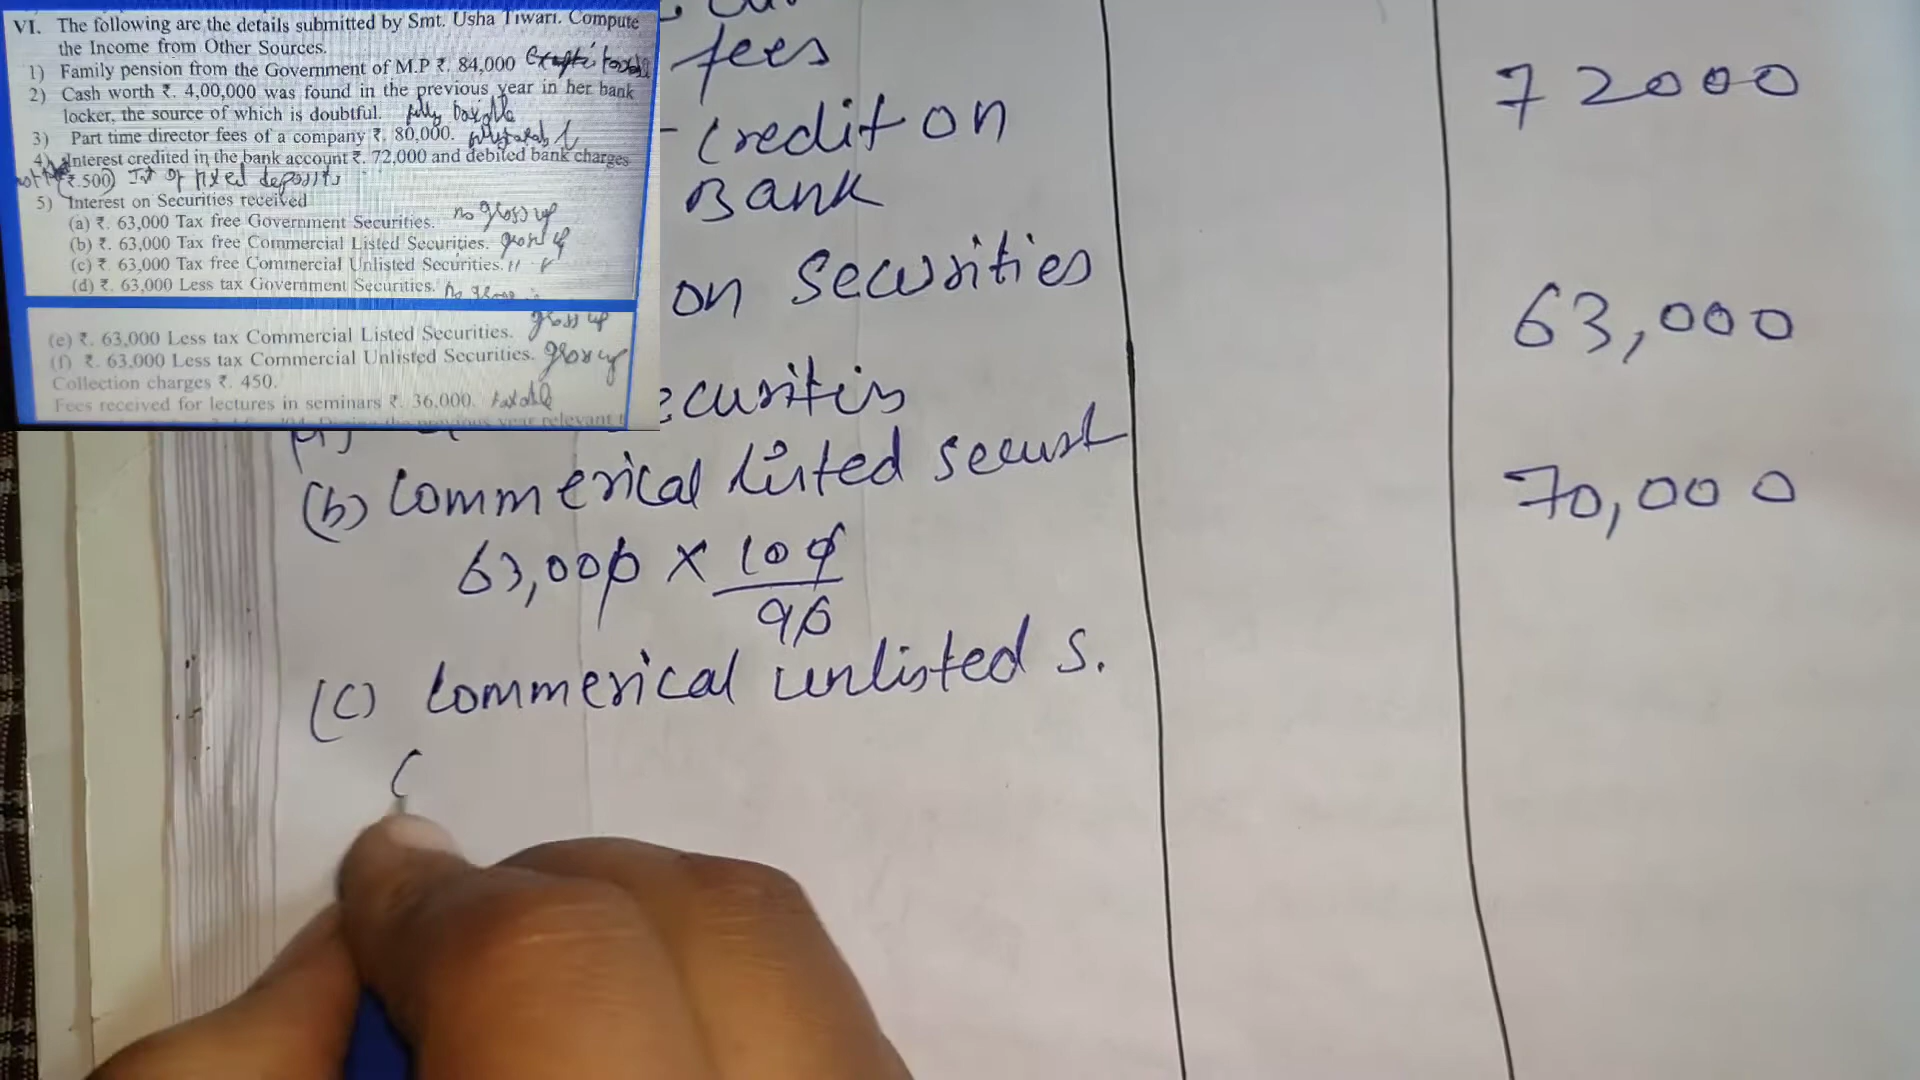 VI. The following are the details submitted by Smt. Usha Tiwari. Compute
the Income from Other Sources.
1) Family pension from the Government of M.P ₹. 84,000
2) Cash worth ₹. 4,00,000 was found in the previous year in her bank
locker, the source of which is doubtful. fully taxable
3) Part time director fees of a company ₹. 80,000.
4) Interest credited in the bank account ₹. 72,000 and debited bank charges
(₹.500) Int of fixed deposits
5) Interest on Securities received
(a) ₹. 63,000 Tax free Government Securities. no gross up
(b) ₹. 63,000 Tax free Commercial Listed Securities. gross up
(c) ₹. 63,000 Tax free Commercial Unlisted Securities.
(d) ₹. 63,000 Less tax Government Securities. no
(e) ₹. 63,000 Less tax Commercial Listed Securities. gross up
(f) ₹. 63,000 Less tax Commercial Unlisted Securities. gross up
Collection charges ₹. 450.
Fees received for lectures in seminars ₹. 36,000. taxable
fees
credit on 72000
Bank
on Securities 63,000
ecurities
(b) Commerical listed securit 70,000
63,000 × 100
90
(C) Commerical unlisted S.